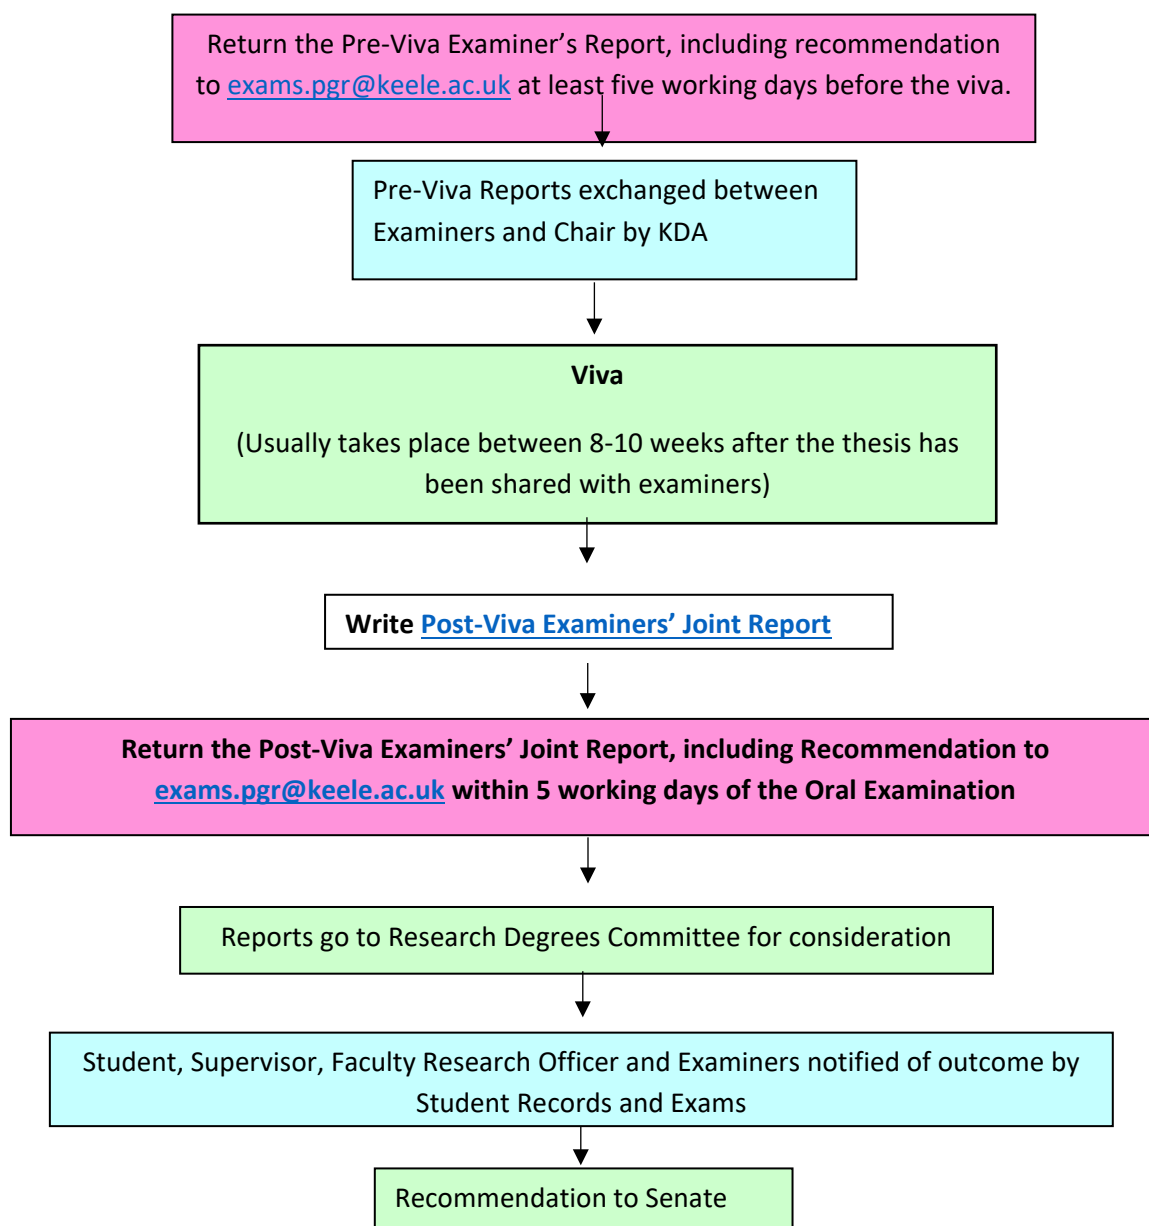 Return the Pre-Viva Examiner’s Report, including recommendation
to exams.pgr@keele.ac.uk at least five working days before the viva.
Pre-Viva Reports exchanged between
Examiners and Chair by KDA
Viva
(Usually takes place between 8-10 weeks after the thesis has
been shared with examiners)
Write Post-Viva Examiners’ Joint Report
Return the Post-Viva Examiners’ Joint Report, including Recommendation to
exams.pgr@keele.ac.uk within 5 working days of the Oral Examination
Reports go to Research Degrees Committee for consideration
Student, Supervisor, Faculty Research Officer and Examiners notified of outcome by
Student Records and Exams
Recommendation to Senate